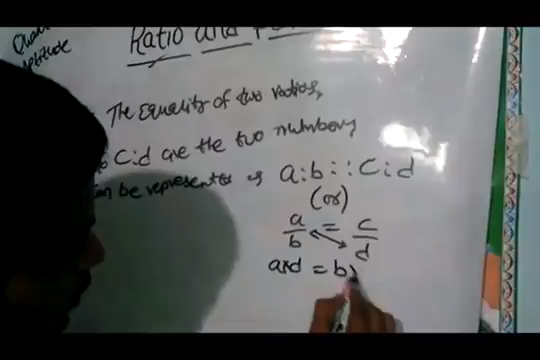 Ratio and
The Equality of two ratios,
C:d are the two numbers
can be represented as a:b::C:d
(or)
a/b = c/d
axd = b